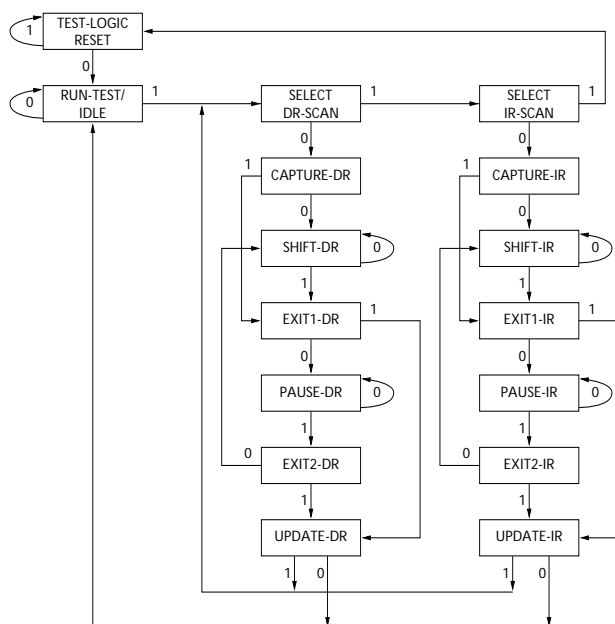 1
TEST-LOGIC
RESET
0
0
RUN-TEST/
IDLE
1
SELECT
DR-SCAN
1
SELECT
IR-SCAN
1
0
0
1
CAPTURE-DR
1
CAPTURE-IR
0
0
SHIFT-DR
0
SHIFT-IR
0
1
1
EXIT1-DR
1
EXIT1-IR
1
0
0
PAUSE-DR
0
PAUSE-IR
0
1
1
0
EXIT2-DR
0
EXIT2-IR
1
1
UPDATE-DR
UPDATE-IR
1
0
1
0